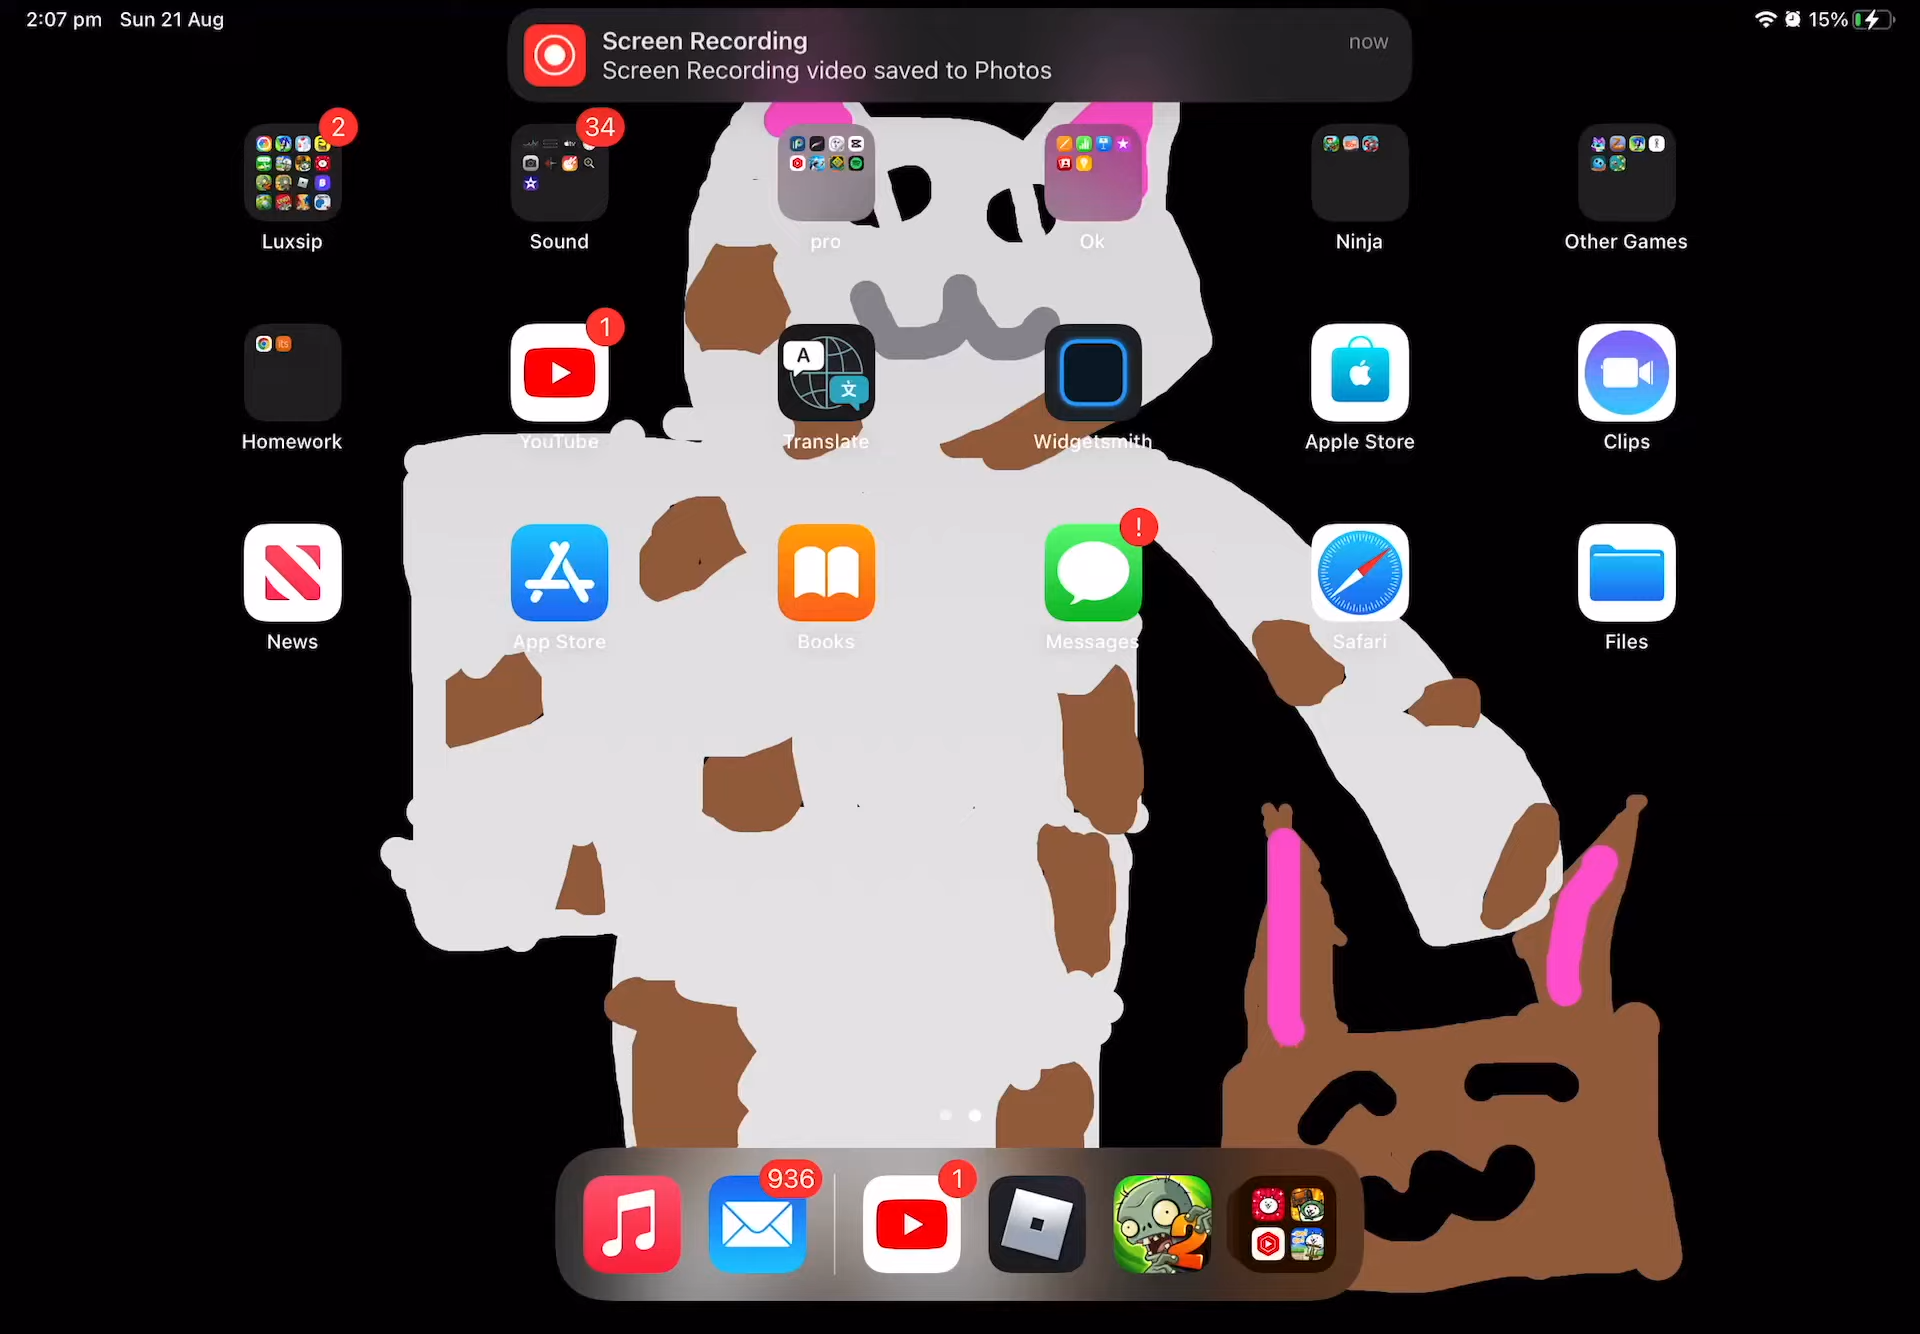 2:07 pm Sun 21 Aug
15%
Screen Recording
now
Screen Recording video saved to Photos
2
34
Luxsip
Sound
pro
Ok
Ninja
Other Games
1
A
文
Homework
YouTube
Translate
Widgetsmith
Apple Store
Clips
!
News
App Store
Books
Messages
Safari
Files
936
1
2